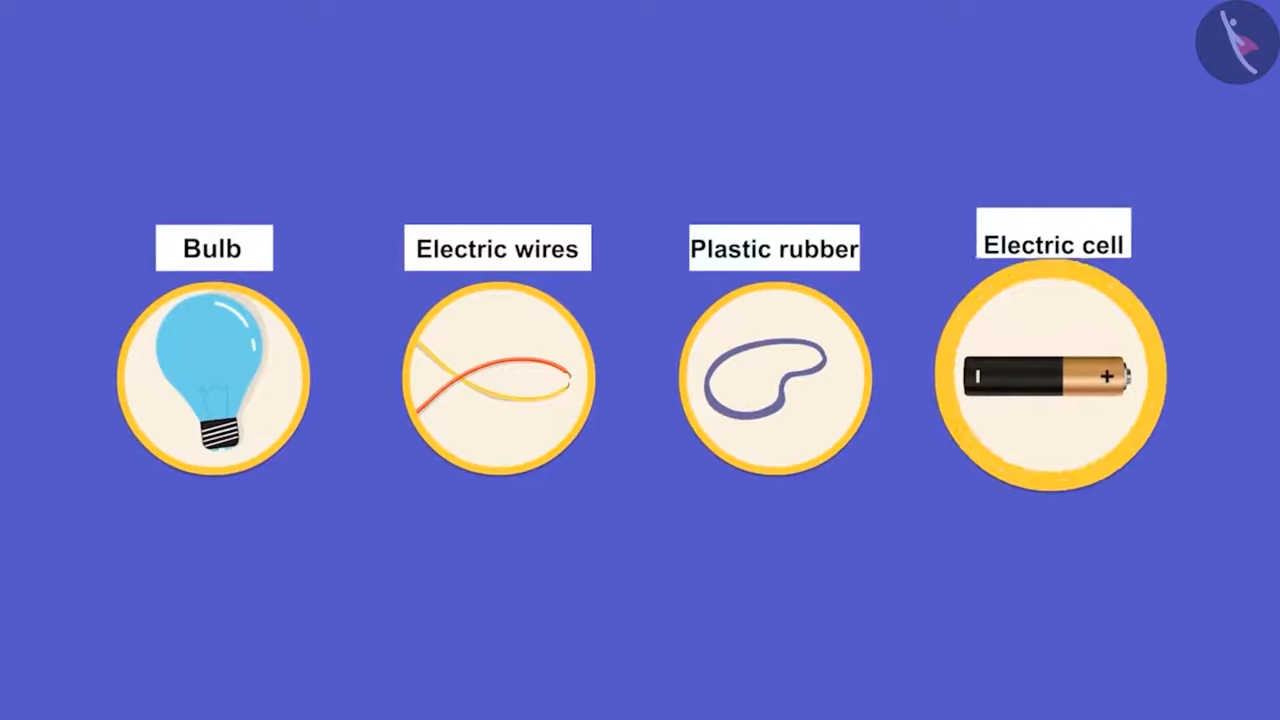 Bulb
Electric wires
Plastic rubber
Electric cell
- +